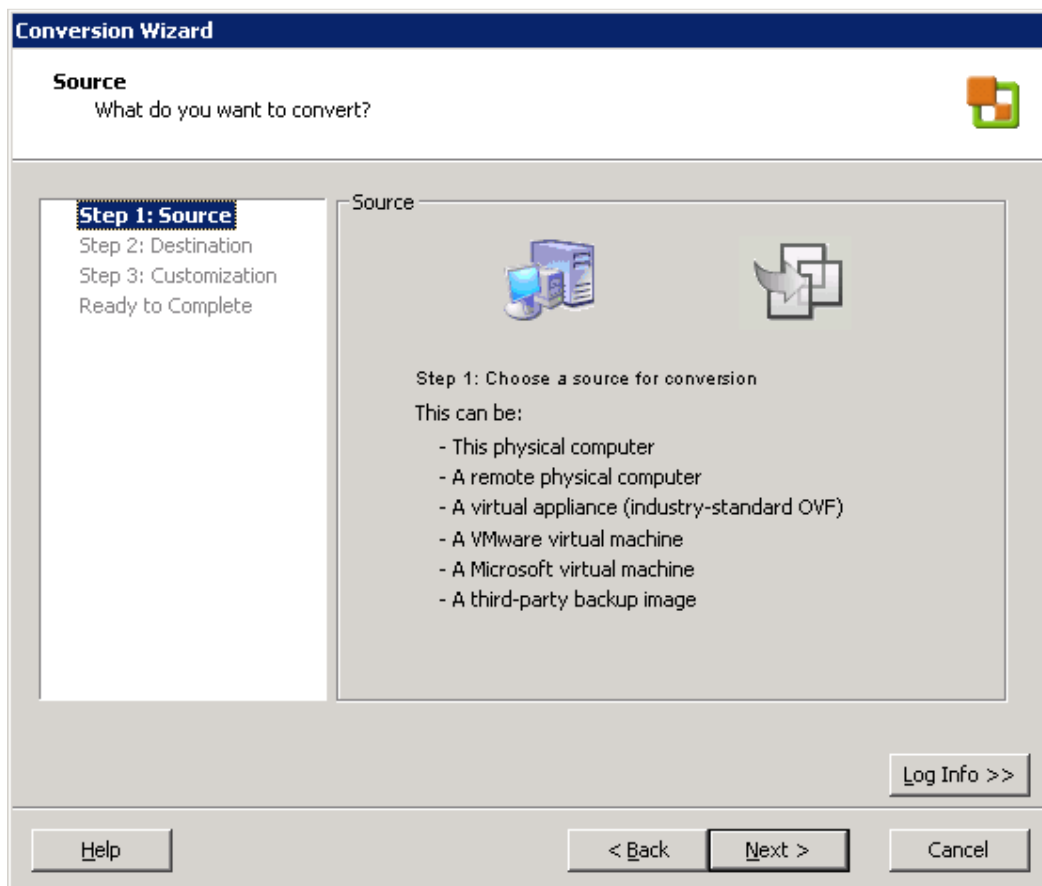 Conversion Wizard
Source
What do you want to convert?
Step 1: Source
Step 2: Destination
Step 3: Customization
Ready to Complete
Source
Step 1: Choose a source for conversion
This can be:
- This physical computer
- A remote physical computer
- A virtual appliance (industry-standard OVF)
- A VMware virtual machine
- A Microsoft virtual machine
- A third-party backup image
Log Info >>
Help
< Back
Next >
Cancel